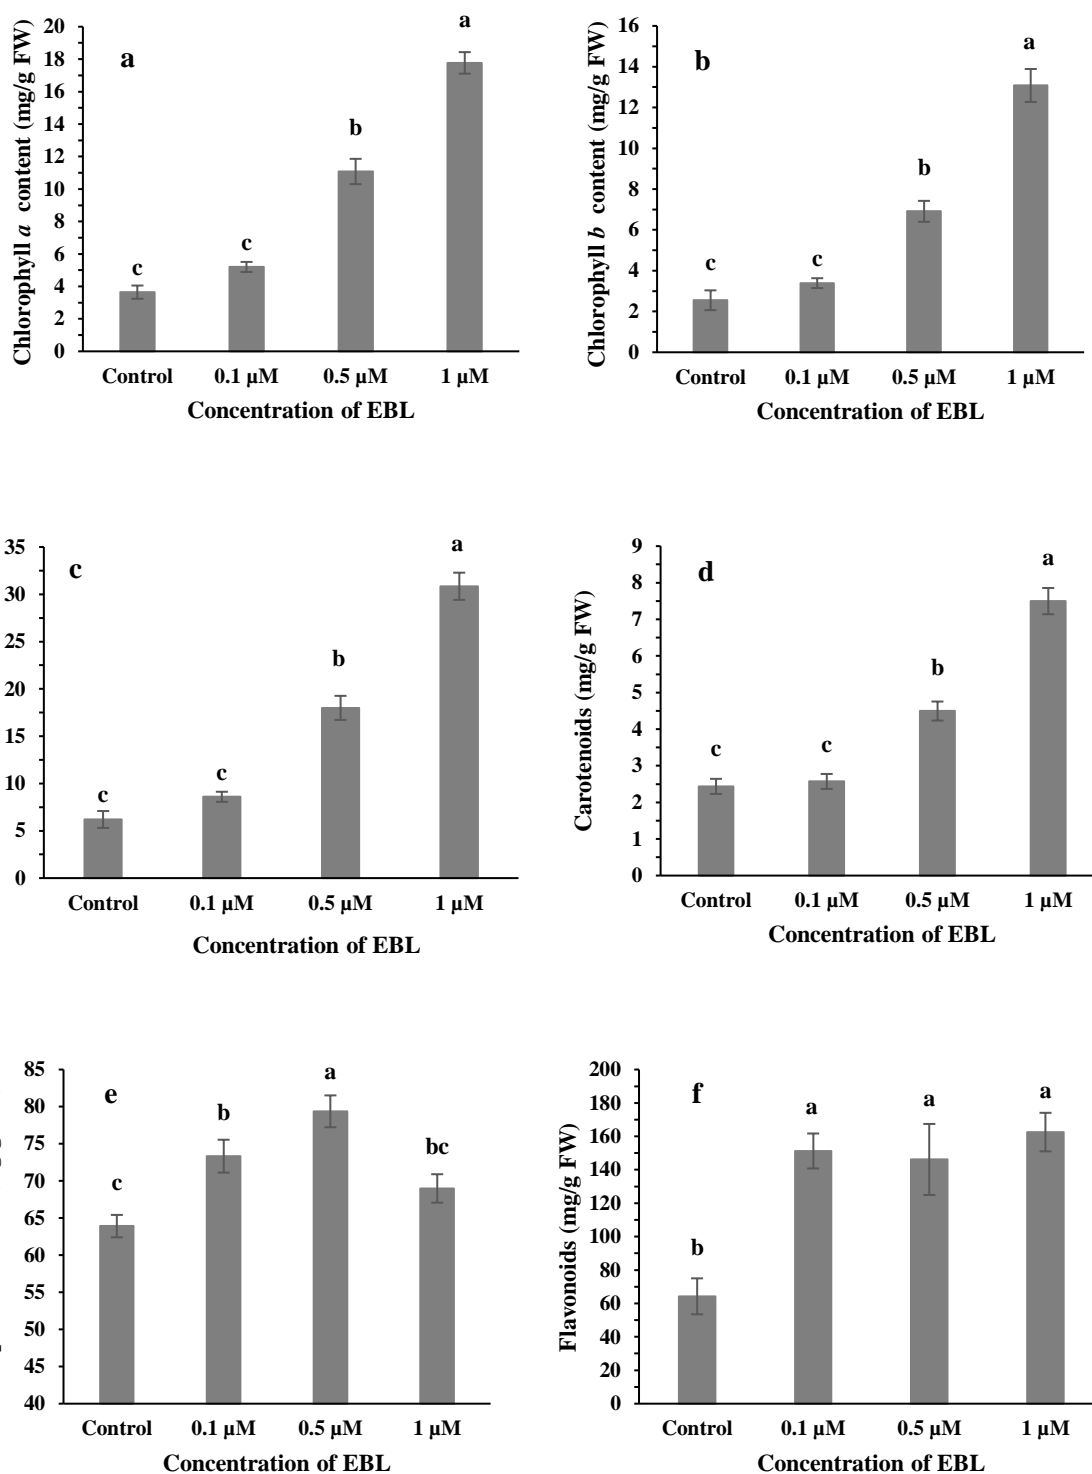 Chlorophyll a content (mg/g FW)
20
18
16
14
12
10
8
6
4
2
0
a
c
c
b
a
Control 0.1 µM 0.5 µM 1 µM
Concentration of EBL
Chlorophyll b content (mg/g FW)
16
14
12
10
8
6
4
2
0
b
c
c
b
a
Control 0.1 µM 0.5 µM 1 µM
Concentration of EBL
35
30
25
20
15
10
5
0
c
c
c
b
a
Control 0.1 µM 0.5 µM 1 µM
Concentration of EBL
Carotenoids (mg/g FW)
9
8
7
6
5
4
3
2
1
0
d
c
c
b
a
Control 0.1 µM 0.5 µM 1 µM
Concentration of EBL
85
80
75
70
65
60
55
50
45
40
e
c
b
a
bc
Control 0.1 µM 0.5 µM 1 µM
Concentration of EBL
Flavonoids (mg/g FW)
200
180
160
140
120
100
80
60
40
20
0
f
b
a
a
a
Control 0.1 µM 0.5 µM 1 µM
Concentration of EBL